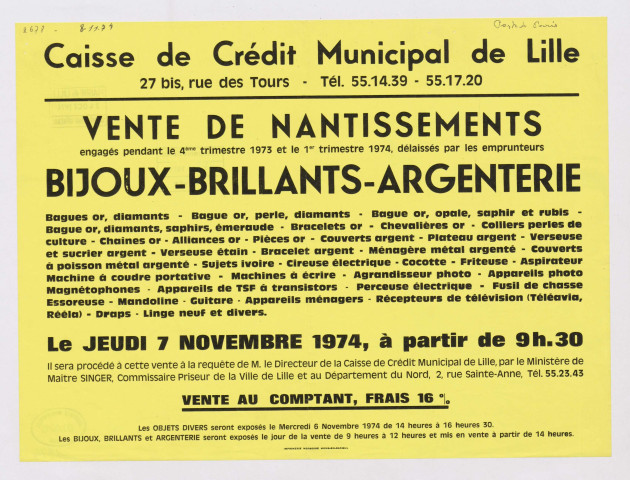 8.11.74
Caisse de Crédit Municipal de Lille
27 bis, rue des Tours - Tél. 55.14.39 - 55.17.20
VENTE DE NANTISSEMENTS
engagés pendant le 4ème trimestre 1973 et le 1er trimestre 1974, délaissés par les emprunteurs
BIJOUX-BRILLANTS-ARGENTERIE
Bagues or, diamants - Bague or, perle, diamants - Bague or, opale, saphir et rubis -
Bague or, diamants, saphirs, émeraude - Bracelets or - Chevalières or - Colliers perles de
culture - Chaines or - Alliances or - Pièces or - Couverts argent - Plateau argent - Verseuse
et sucrier argent - Verseuse étain - Bracelet argent - Ménagère métal argenté - Couverts
à poisson métal argenté - Sujets ivoire - Cireuse électrique - Cocotte - Friteuse - Aspirateur
Machine à coudre portative - Machines à écrire - Agrandisseur photo - Appareils photo
Magnétophones - Appareils de TSF à transistors - Perceuse électrique - Fusil de chasse
Essoreuse - Mandoline - Guitare - Appareils ménagers - Récepteurs de télévision (Téléavia,
Rééla) - Draps - Linge neuf et divers.
Le JEUDI 7 NOVEMBRE 1974, à partir de 9h.30
Il sera procédé à cette vente à la requête de M. le Directeur de la Caisse de Crédit Municipal de Lille, par le Ministère de
Maître SINGER, Commissaire Priseur de la Ville de Lille et au Département du Nord, 2, rue Sainte-Anne, Tél. 55.23.43
VENTE AU COMPTANT, FRAIS 16 %.
Les OBJETS DIVERS seront exposés le Mercredi 6 Novembre 1974 de 14 heures à 16 heures 30.
Les BIJOUX, BRILLANTS et ARGENTERIE seront exposés le jour de la vente de 9 heures à 12 heures et mis en vente à partir de 14 heures.